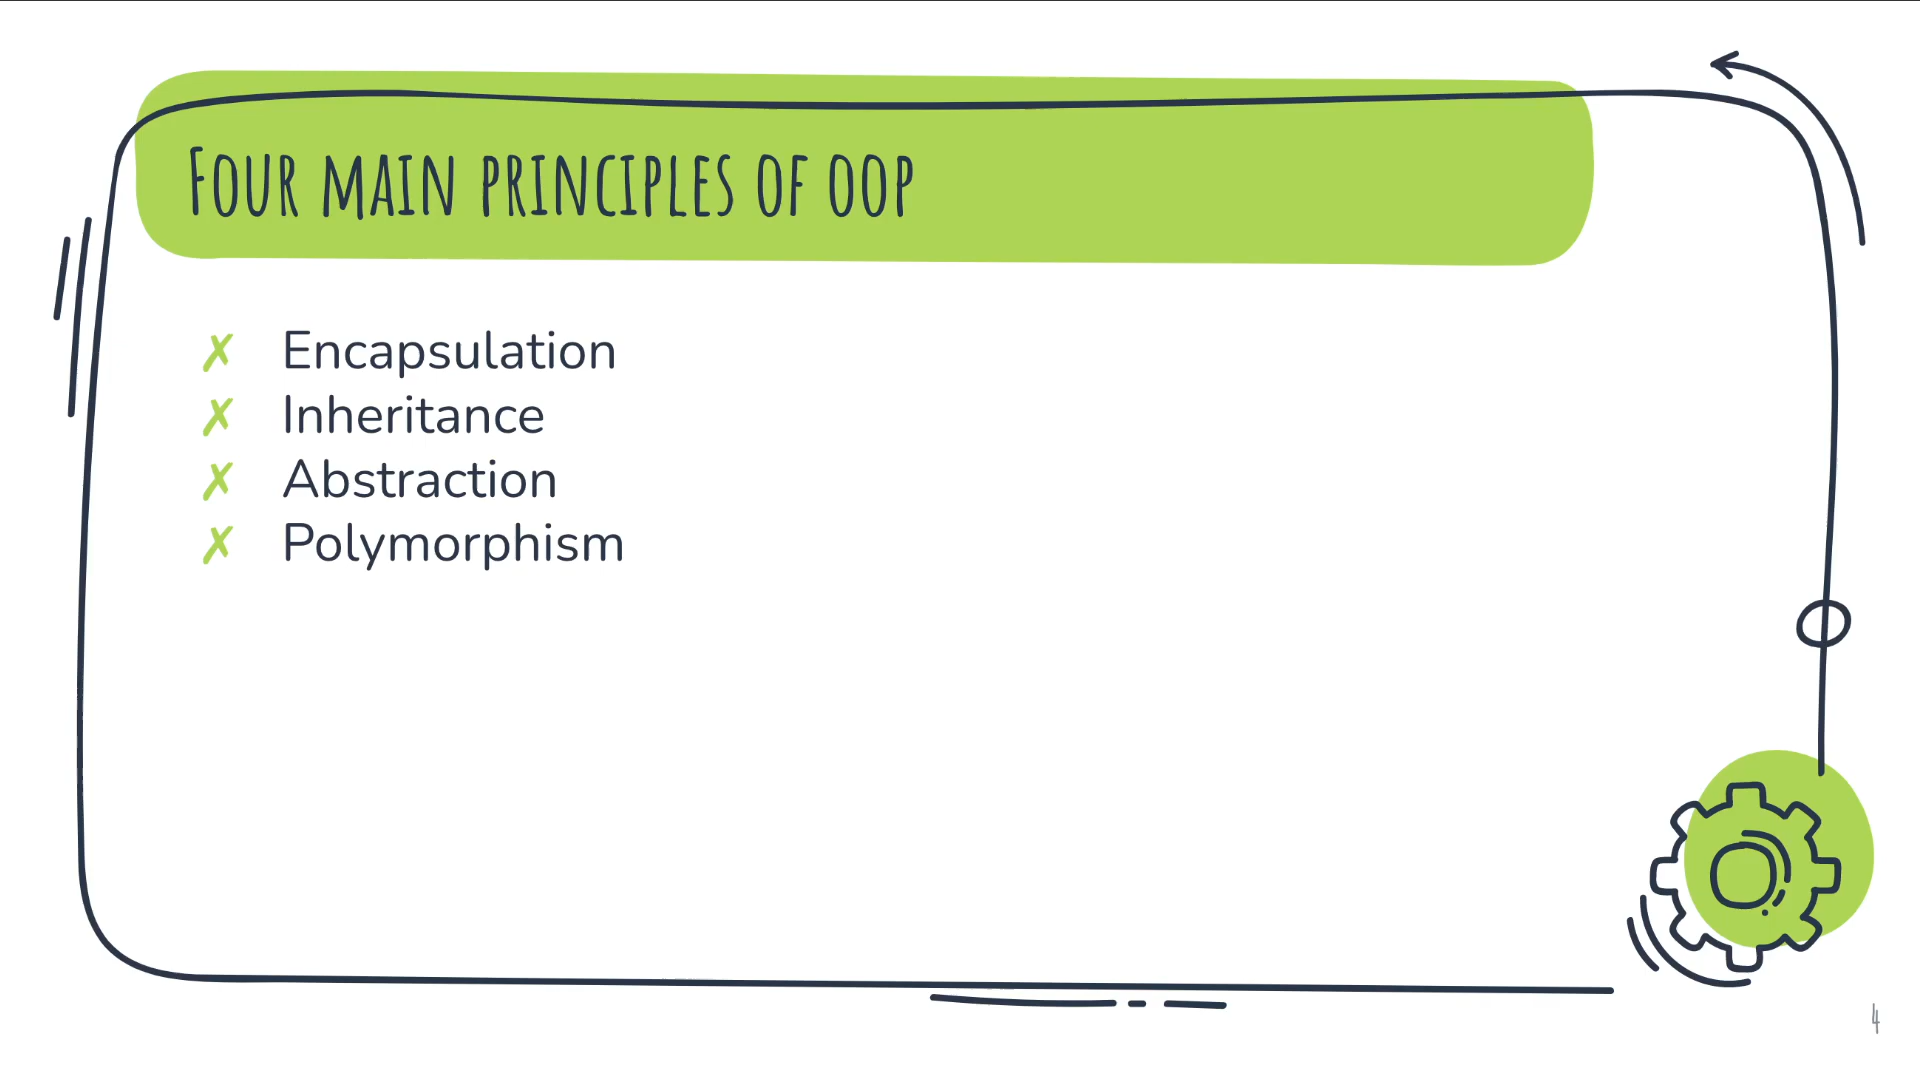 Four main principles of OOP
✗ Encapsulation
✗ Inheritance
✗ Abstraction
✗ Polymorphism
4